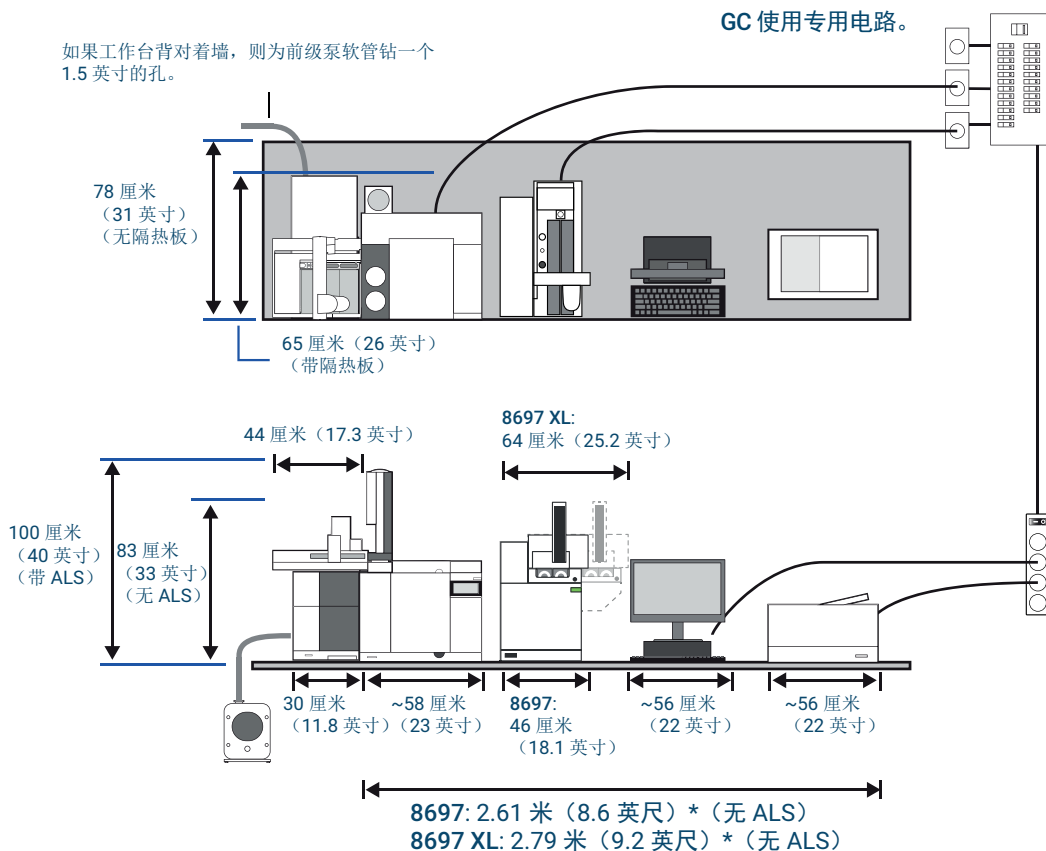 GC 使用专用电路。
如果工作台背对着墙，则为前级泵软管钻一个
1.5 英寸的孔。
78 厘米
（31 英寸）
（无隔热板）
65 厘米（26 英寸）
（带隔热板）
8697 XL:
64 厘米（25.2 英寸）
44 厘米（17.3 英寸）
100 厘米
（40 英寸）
（带 ALS）
83 厘米
（33 英寸）
（无 ALS）
30 厘米
（11.8 英寸）
~58 厘米
（23 英寸）
8697:
46 厘米
（18.1 英寸）
~56 厘米
（22 英寸）
~56 厘米
（22 英寸）
8697: 2.61 米（8.6 英尺）*（无 ALS）
8697 XL: 2.79 米（9.2 英尺）*（无 ALS）